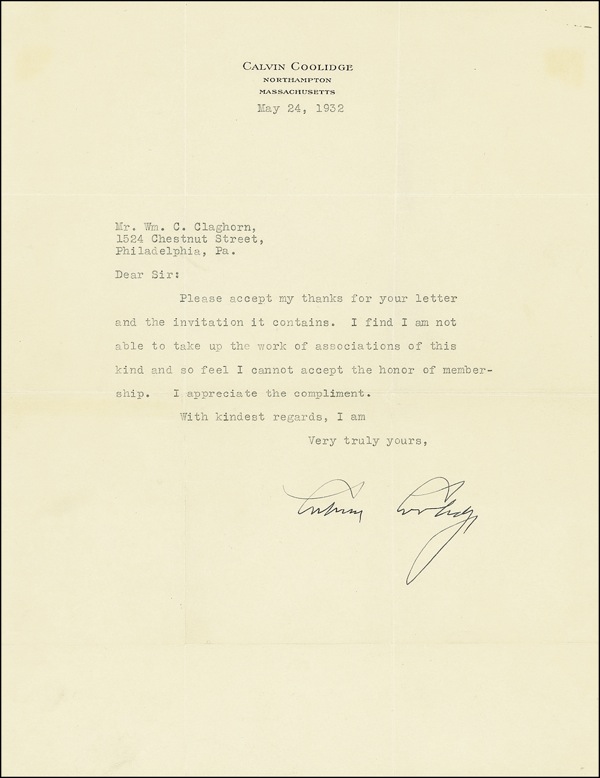 CALVIN COOLIDGE
NORTHAMPTON
MASSACHUSETTS
May 24, 1932
Mr. Wm. C. Claghorn,
1524 Chestnut Street,
Philadelphia, Pa.
Dear Sir:
Please accept my thanks for your letter
and the invitation it contains. I find I am not
able to take up the work of associations of this
kind and so feel I cannot accept the honor of member-
ship. I appreciate the compliment.
With kindest regards, I am
Very truly yours,
Calvin Coolidge